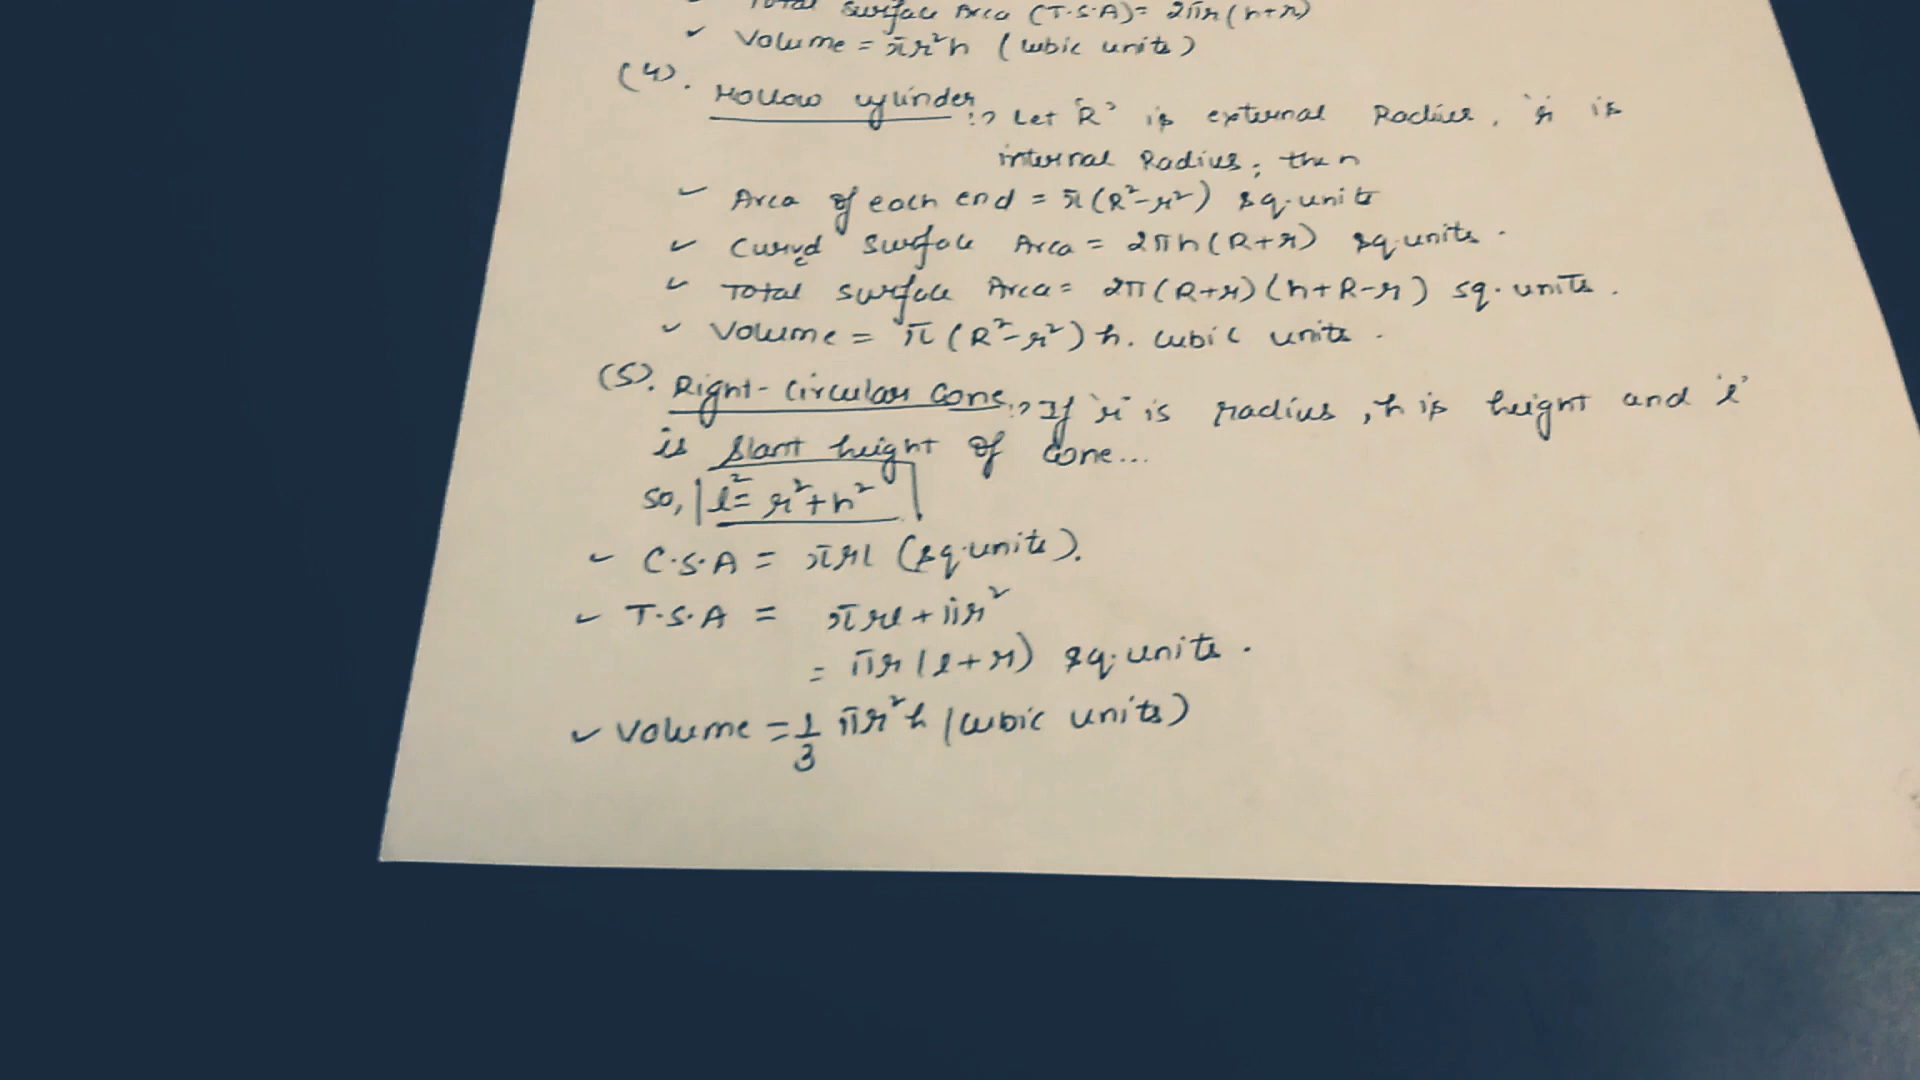 ✓ Total Surface Area (T.S.A) = 2πr(h+r)
✓ Volume = πr²h (cubic units)
(4). Hollow cylinder :→ Let 'R' is external Radius, 'r' is
internal Radius, then
✓ Area of each end = π(R²-r²) sq.units
✓ Curved Surface Area = 2πh(R+r) sq.units.
✓ Total surface Area = 2π(R+r)(h+R-r) sq.units.
✓ Volume = π(R²-r²)h. cubic units.
(5). Right-Circular Cone :→ If 'r' is radius, h is height and 'l'
is slant height of Cone...
so, |l² = r²+h²|
✓ C.S.A = πrl (sq.units).
✓ T.S.A = πrl + πr²
= πr(l+r) sq.units.
✓ Volume = 1/3 πr²h (cubic units)